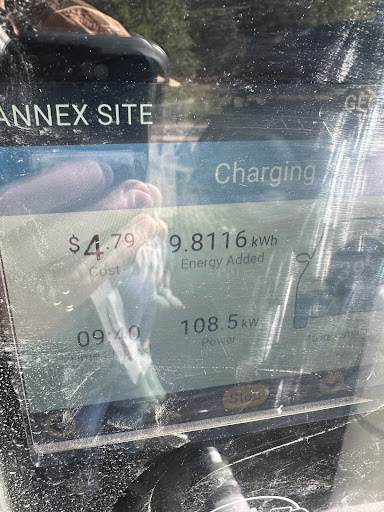 ANNEX SITE
Charging
$4.79
Cost
9.8116 kWh
Energy Added
09:40
108.5 kW
Power
Stop